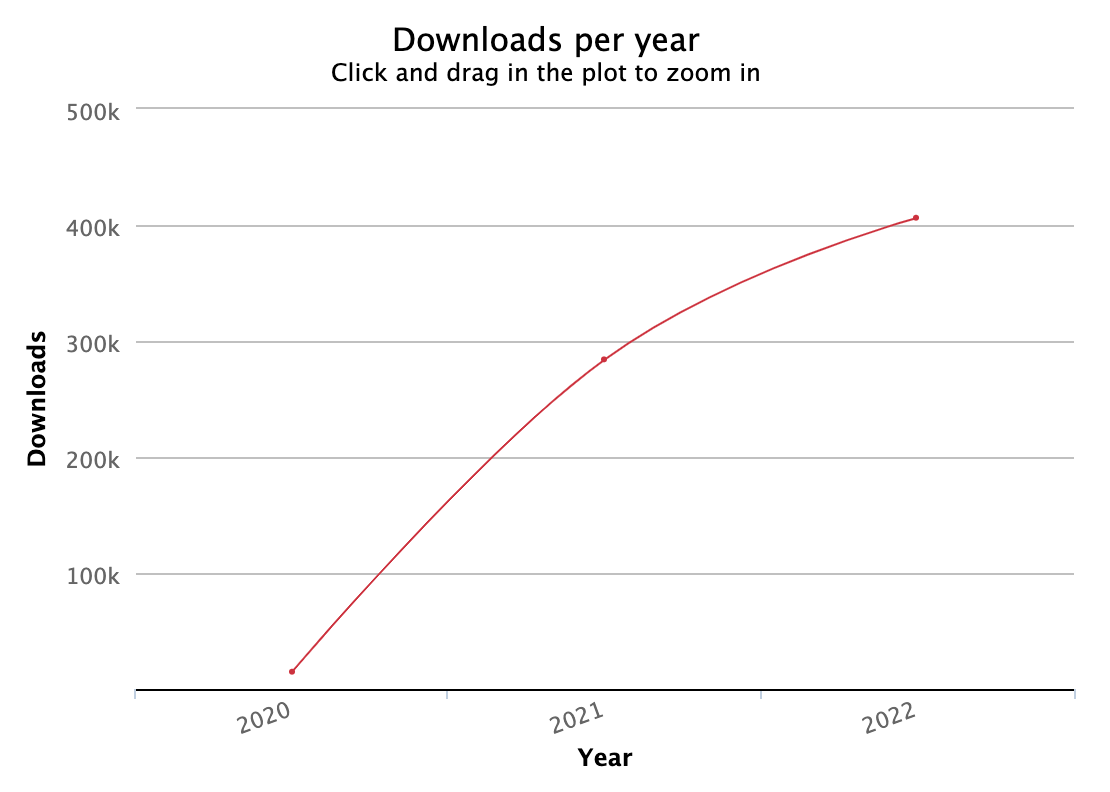 Downloads per year
Click and drag in the plot to zoom in
500k
400k
300k
200k
100k
Downloads
2020
2021
2022
Year